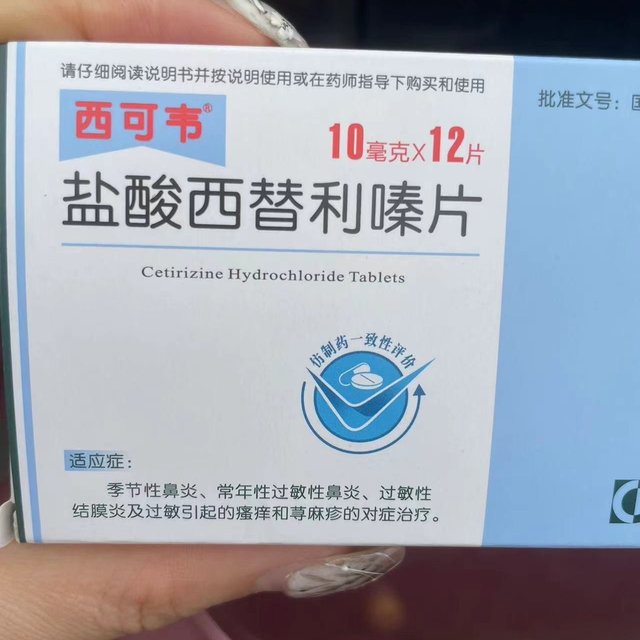 请仔细阅读说明书并按说明使用或在药师指导下购买和使用
批准文号：国
西可韦®
10毫克×12片
盐酸西替利嗪片
Cetirizine Hydrochloride Tablets
仿制药一致性评价
适应症：
季节性鼻炎、常年性过敏性鼻炎、过敏性
结膜炎及过敏引起的瘙痒和荨麻疹的对症治疗。